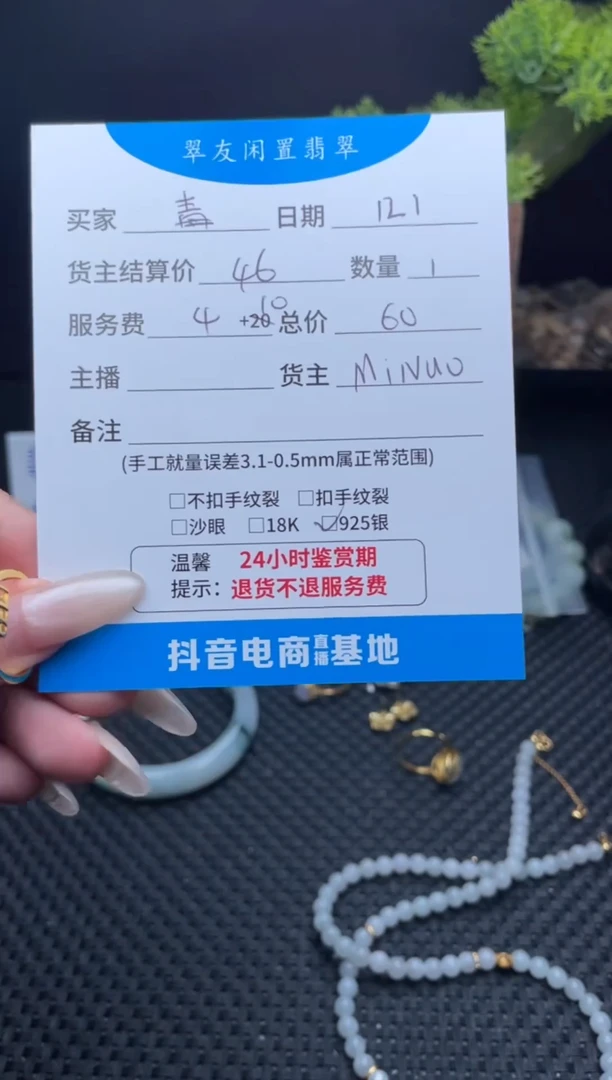 翠友闲置翡翠
买家 毒 日期 121
货主结算价 46 数量 1
服务费 4 +20 10 总价 60
主播 货主 MiNUO
备注
(手工就量误差3.1-0.5mm属正常范围)
□不扣手纹裂 □扣手纹裂
□沙眼 □18K ☑925银
温馨 24小时鉴赏期
提示：退货不退服务费
抖音电商直播基地